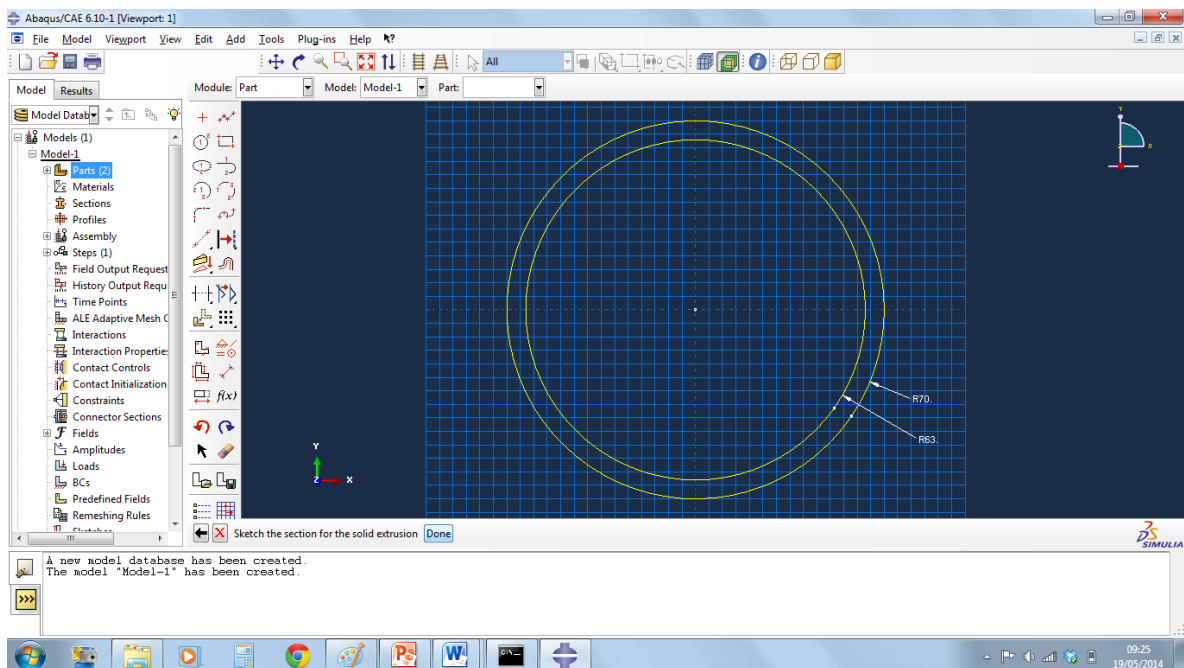 Abaqus/CAE 6.10-1 [Viewport: 1]
File Model Viewport View Edit Add Tools Plug-ins Help
All
Model Results Module: Part Model: Model-1 Part:
Model Datab
Models (1)
Model-1
Parts (2)
Materials
Sections
Profiles
Assembly
Steps (1)
Field Output Request
History Output Requ
Time Points
ALE Adaptive Mesh C
Interactions
Interaction Properties
Contact Controls
Contact Initialization
Constraints
Connector Sections
Fields
Amplitudes
Loads
BCs
Predefined Fields
Remeshing Rules
f(x)
R70.
R63.
Y
X
Z
Y
X
Sketch the section for the solid extrusion Done
SIMULIA
A new model database has been created.
The model "Model-1" has been created.
>>>
09:25
19/05/2014